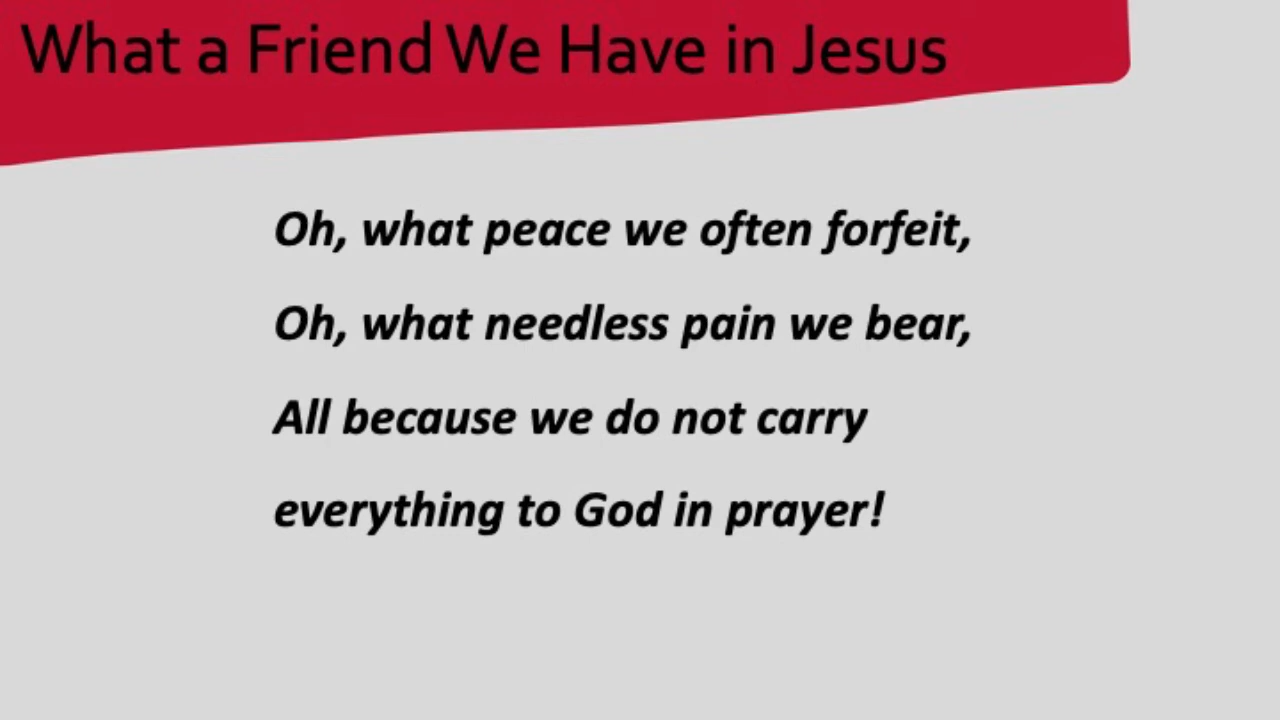 What a Friend We Have in Jesus
Oh, what peace we often forfeit,
Oh, what needless pain we bear,
All because we do not carry
everything to God in prayer!